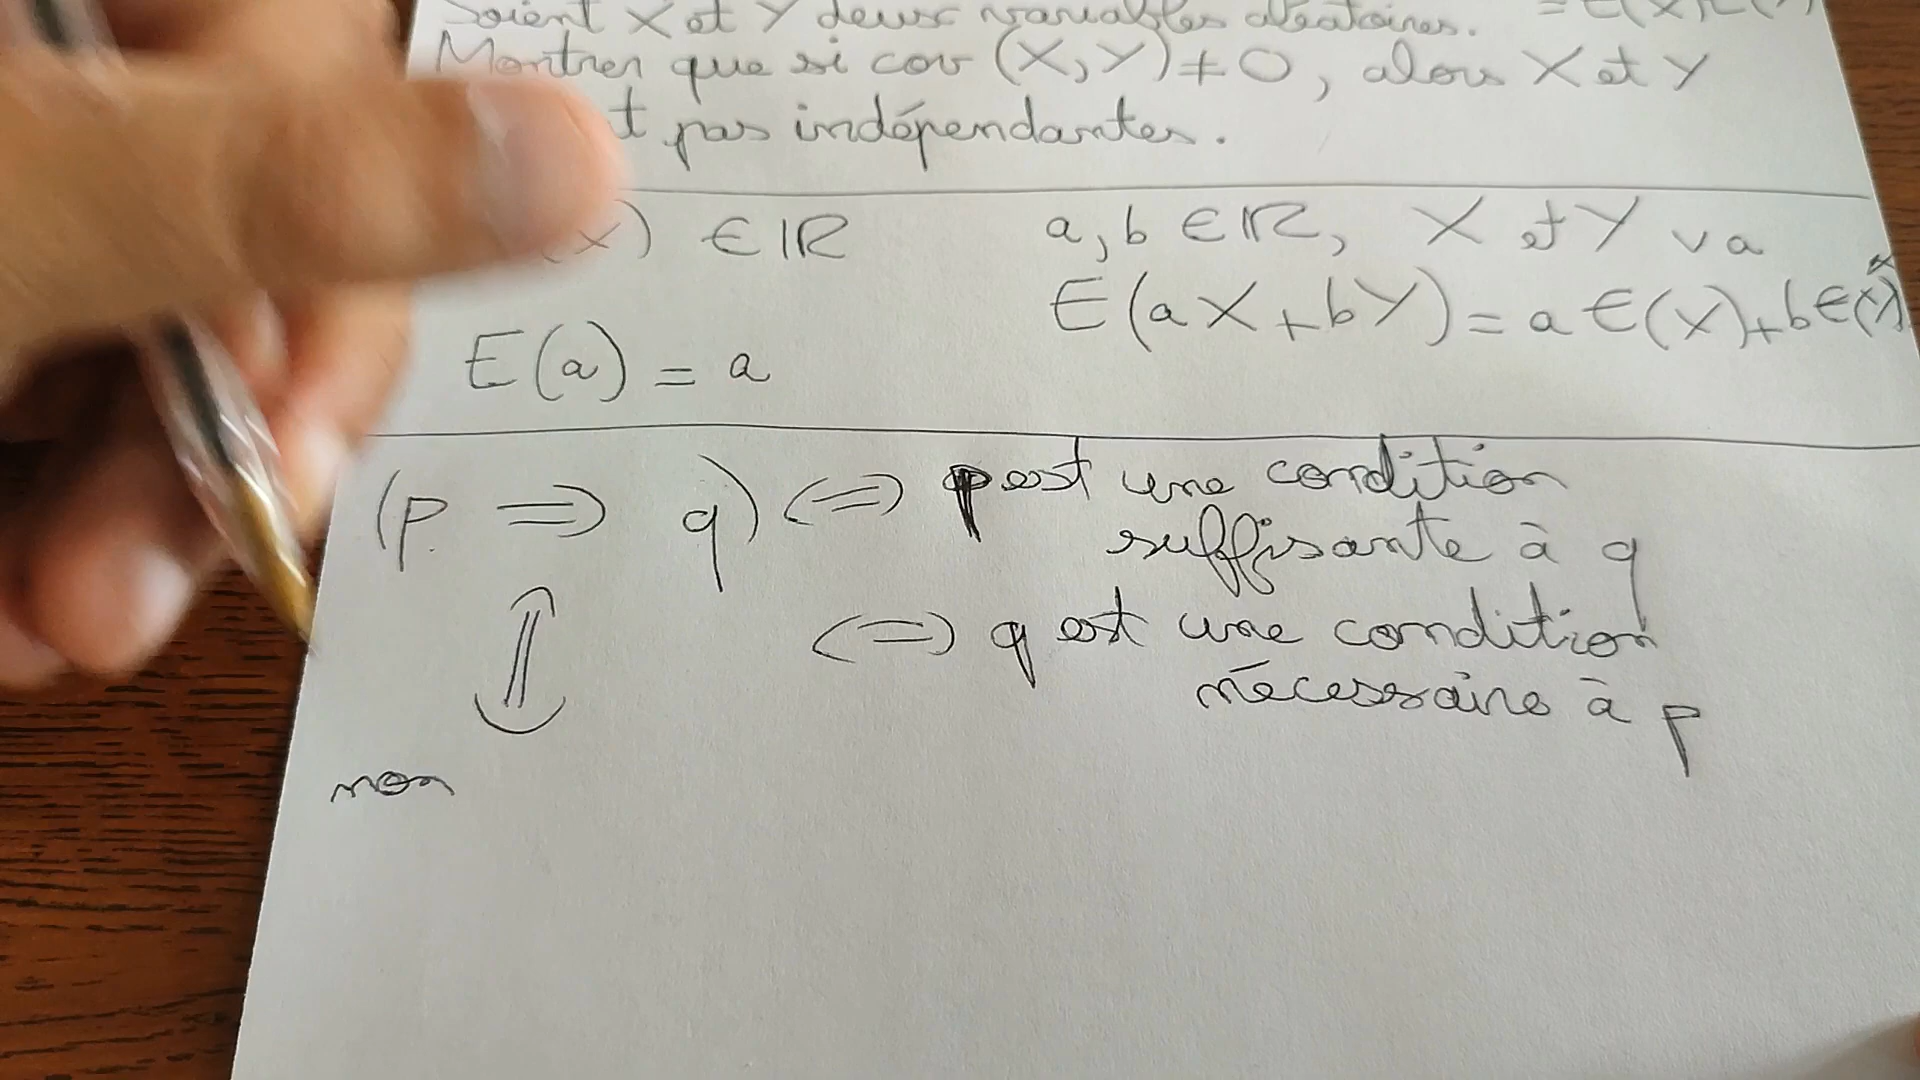 Soient X et Y deux variables aléatoires.
Montrer que si cov (X, Y) ≠ 0, alors X et Y
pas indépendantes.
x) ∈ ℝ
a, b ∈ ℝ, X et Y va
E(aX + bY) = a E(X) + b E(Y)
E(a) = a
(p ⇒ q) ⇔ p est une condition
suffisante à q
⇕
⇔ q est une condition
nécessaire à p
non